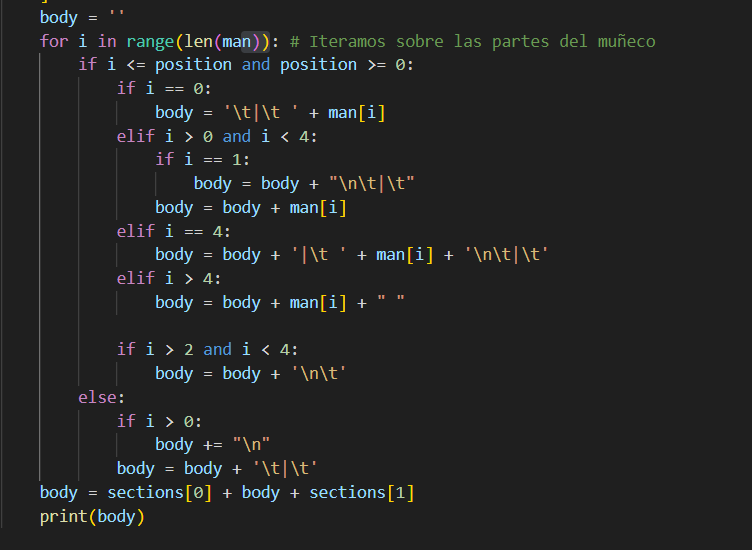 ]
body = ''
for i in range(len(man)): # Iteramos sobre las partes del muñeco
    if i <= position and position >= 0:
        if i == 0:
            body = '\t|\t ' + man[i]
        elif i > 0 and i < 4:
            if i == 1:
                body = body + "\n\t|\t"
            body = body + man[i]
        elif i == 4:
            body = body + '|\t ' + man[i] + '\n\t|\t'
        elif i > 4:
            body = body + man[i] + " "
        if i > 2 and i < 4:
            body = body + '\n\t'
    else:
        if i > 0:
            body += "\n"
        body = body + '\t|\t'
body = sections[0] + body + sections[1]
print(body)